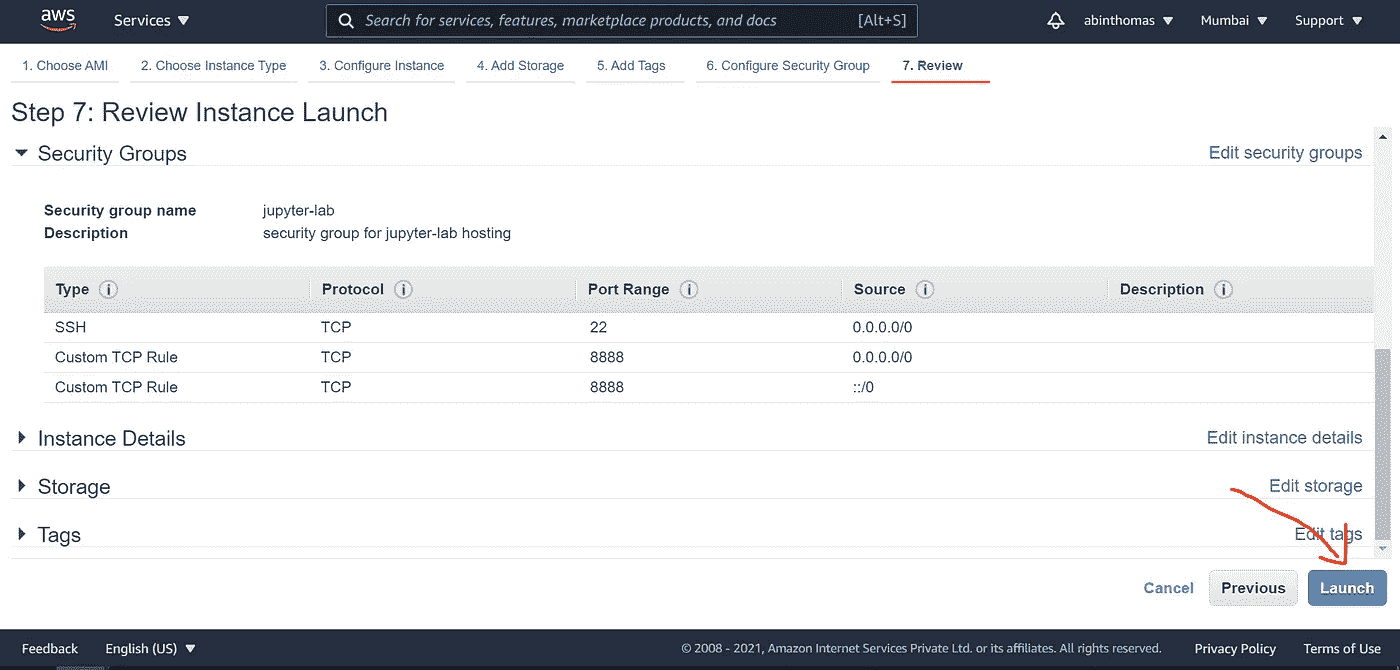 aws Services Search for services, features, marketplace products, and docs [Alt+S] abinthomas Mumbai Support
1. Choose AMI 2. Choose Instance Type 3. Configure Instance 4. Add Storage 5. Add Tags 6. Configure Security Group 7. Review
Step 7: Review Instance Launch
Security Groups Edit security groups
Security group name jupyter-lab
Description security group for jupyter-lab hosting
Type i Protocol i Port Range i Source i Description i
SSH TCP 22 0.0.0.0/0
Custom TCP Rule TCP 8888 0.0.0.0/0
Custom TCP Rule TCP 8888 ::/0
Instance Details Edit instance details
Storage Edit storage
Tags Edit tags
Cancel Previous Launch
Feedback English (US) © 2008 - 2021, Amazon Internet Services Private Ltd. or its affiliates. All rights reserved. Privacy Policy Terms of Use